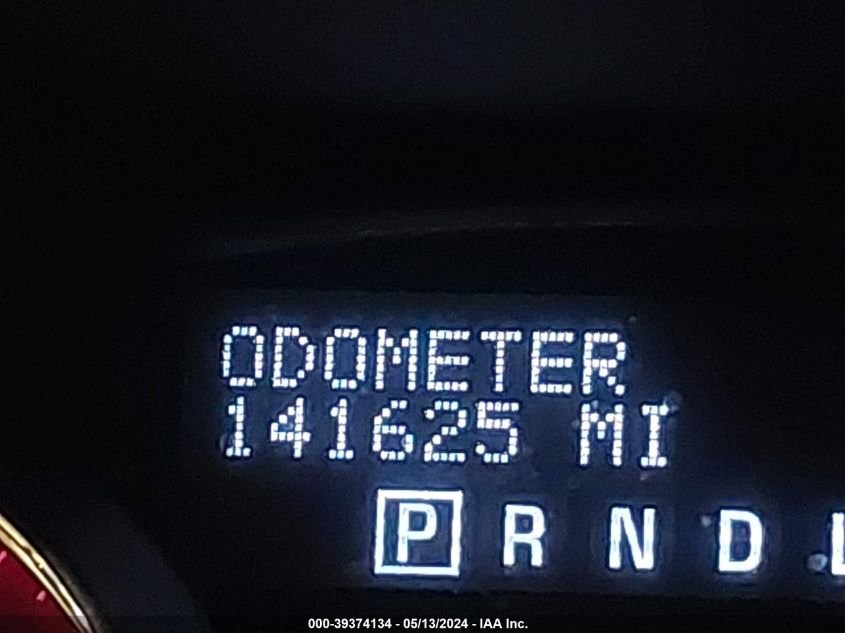 ODOMETER
141625 MI
P R N D L
000-39374134 - 05/13/2024 - IAA Inc.